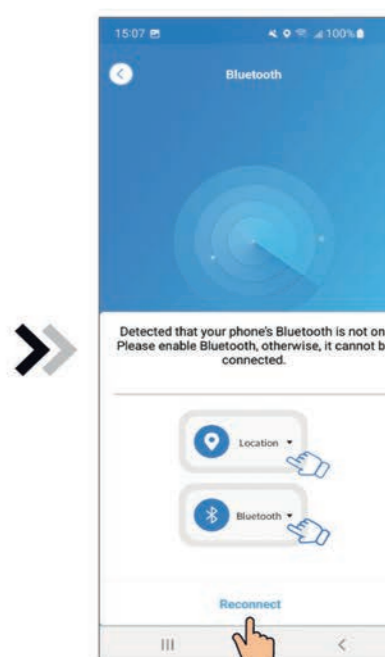 15:07 100%
Bluetooth
Detected that your phone's Bluetooth is not on
Please enable Bluetooth, otherwise, it cannot b
connected.
Location
Bluetooth
Reconnect